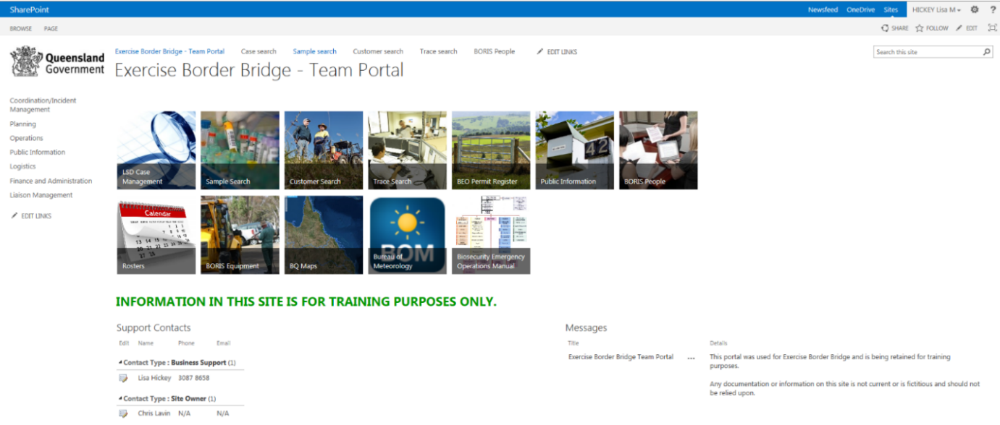 SharePoint
Newsfeed OneDrive Sites HICKEY Lisa M ?
BROWSE PAGE
SHARE FOLLOW EDIT
Exercise Border Bridge - Team Portal Case search Sample search Customer search Trace search BORIS People EDIT LINKS
Search this site
Queensland
Government
Exercise Border Bridge - Team Portal
Coordination/Incident
Management
Planning
Operations
Public Information
Logistics
Finance and Administration
Liaison Management
EDIT LINKS
LSD Case
Management
Sample Search
Customer Search
Trace Search
BEO Permit Register
42
Public Information
BORIS People
Calendar
Rosters
BORIS Equipment
BQ Maps
BOM
Bureau of
Meteorology
Biosecurity Emergency
Operations Manual
INFORMATION IN THIS SITE IS FOR TRAINING PURPOSES ONLY.
Support Contacts
Edit Name Phone Email
Contact Type : Business Support (1)
Lisa Hickey 3087 8658
Contact Type : Site Owner (1)
Chris Lavin N/A N/A
Messages
Title Details
Exercise Border Bridge Team Portal ... This portal was used for Exercise Border Bridge and is being retained for training
purposes.
Any documentation or information on this site is not current or is fictitious and should not
be relied upon.